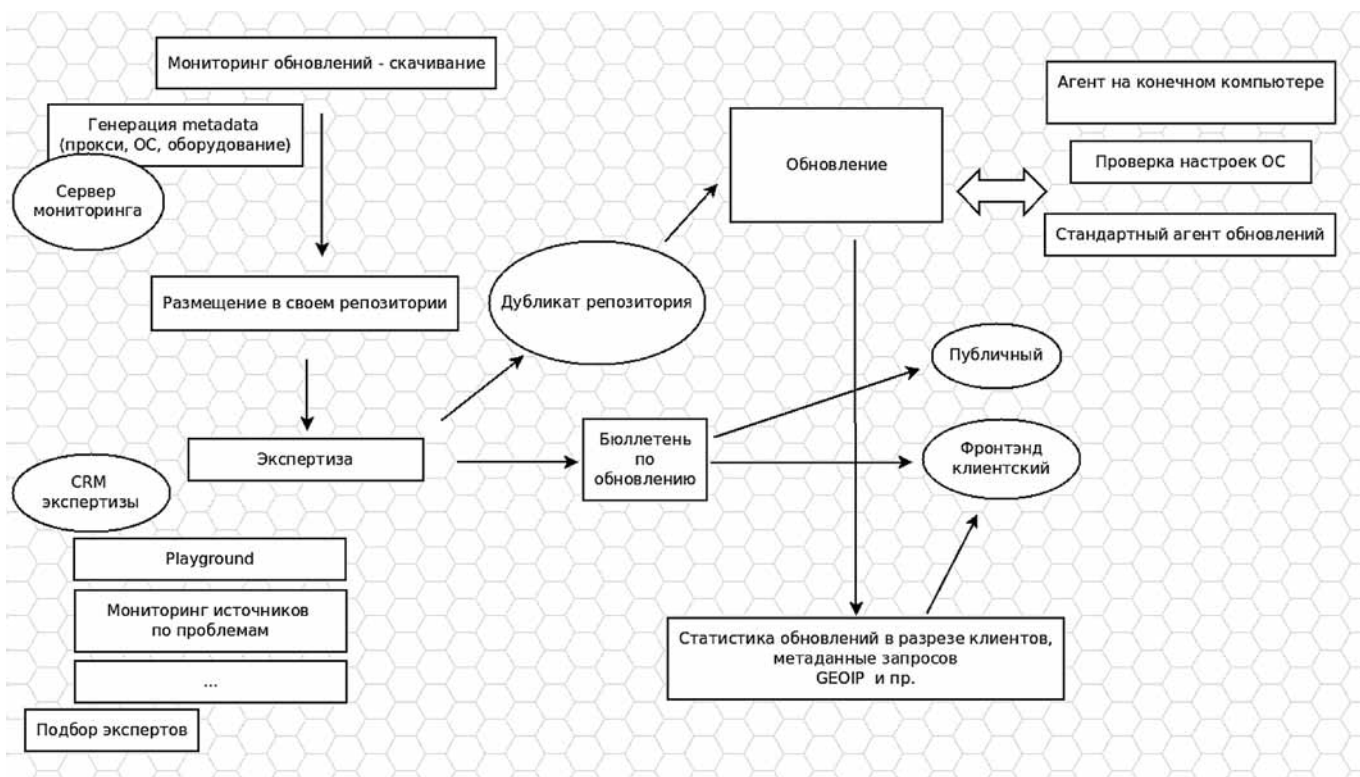 Мониторинг обновлений - скачивание
Генерация metadata
(прокси, ОС, оборудование)
Сервер
мониторинга
Размещение в своем репозитории
Экспертиза
CRM
экспертизы
Playground
Мониторинг источников
по проблемам
...
Подбор экспертов
Дубликат репозитория
Бюллетень
по
обновлению
Обновление
Агент на конечном компьютере
Проверка настроек ОС
Стандартный агент обновлений
Публичный
Фронтэнд
клиентский
Статистика обновлений в разрезе клиентов,
метаданные запросов
GEOIP и пр.